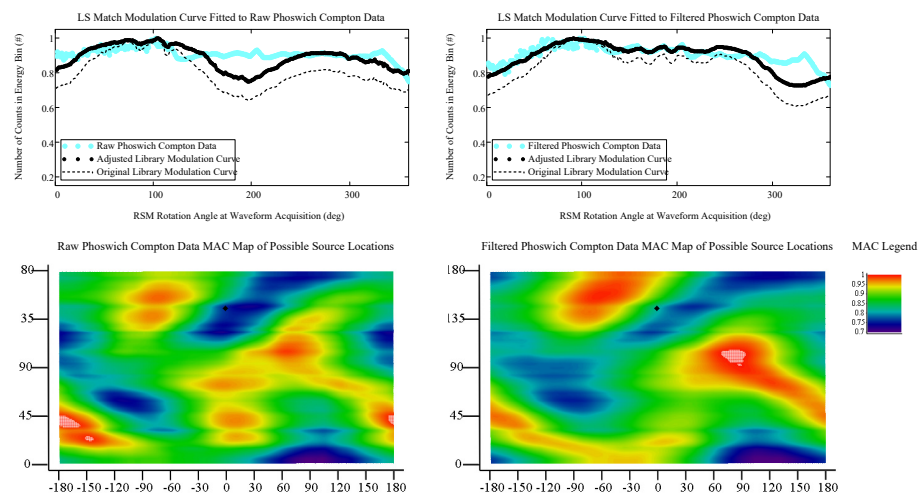 LS Match Modulation Curve Fitted to Raw Phoswich Compton Data
Number of Counts in Energy Bin (#)
1
0.8
0.6
0.4
0.2
Raw Phoswich Compton Data
Adjusted Library Modulation Curve
Original Library Modulation Curve
0 100 200 300
RSM Rotation Angle at Waveform Acquisition (deg)
LS Match Modulation Curve Fitted to Filtered Phoswich Compton Data
Number of Counts in Energy Bin (#)
1
0.8
0.6
0.4
0.2
Filtered Phoswich Compton Data
Adjusted Library Modulation Curve
Original Library Modulation Curve
0 100 200 300
RSM Rotation Angle at Waveform Acquisition (deg)
Raw Phoswich Compton Data MAC Map of Possible Source Locations
80
35
90
45
0
-180 -150 -120 -90 -60 -30 0 30 60 90 120 150 180
Filtered Phoswich Compton Data MAC Map of Possible Source Locations
180
135
90
45
0
-180 -150 -120 -90 -60 -30 0 30 60 90 120 150 180
MAC Legend
1
0.95
0.9
0.85
0.8
0.7